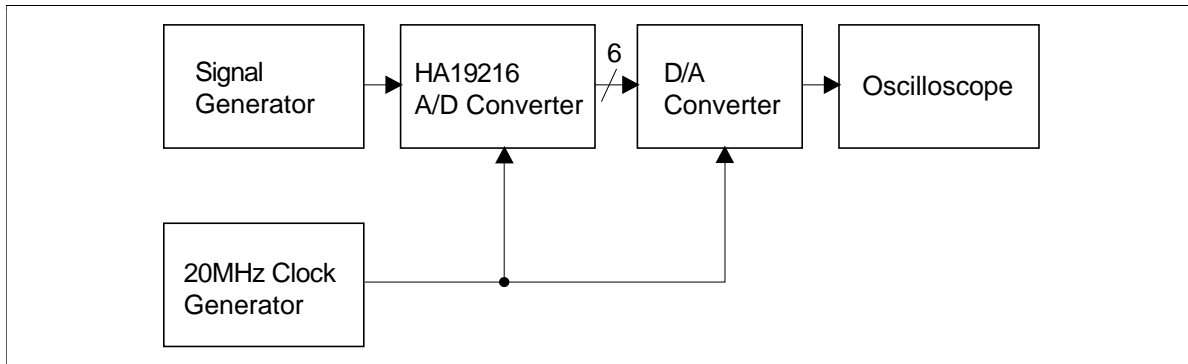 Signal
Generator
HA19216
A/D Converter
6
D/A
Converter
Oscilloscope
20MHz Clock
Generator